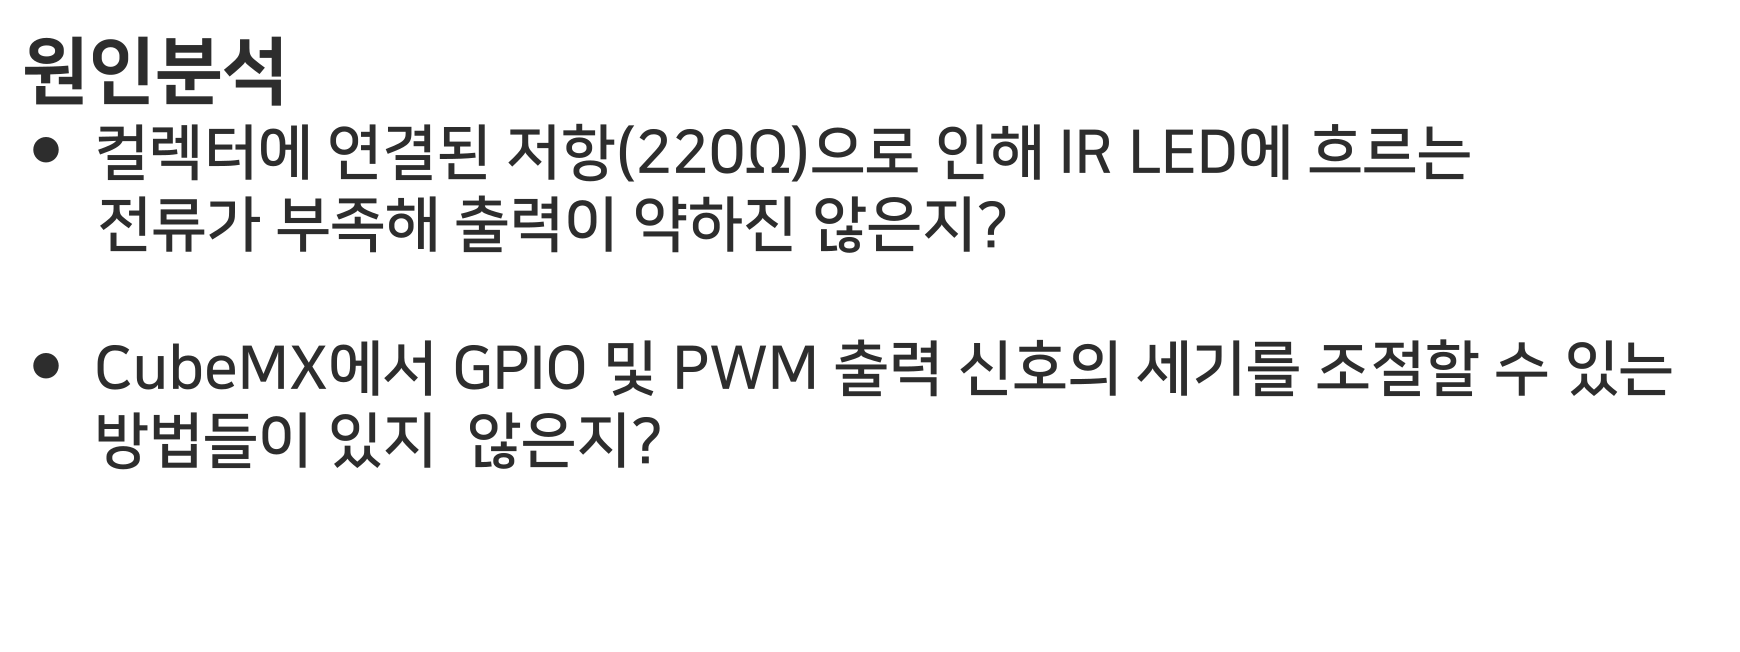 원인분석
● 컬렉터에 연결된 저항(220Ω)으로 인해 IR LED에 흐르는
전류가 부족해 출력이 약하진 않은지?
● CubeMX에서 GPIO 및 PWM 출력 신호의 세기를 조절할 수 있는
방법들이 있지  않은지?